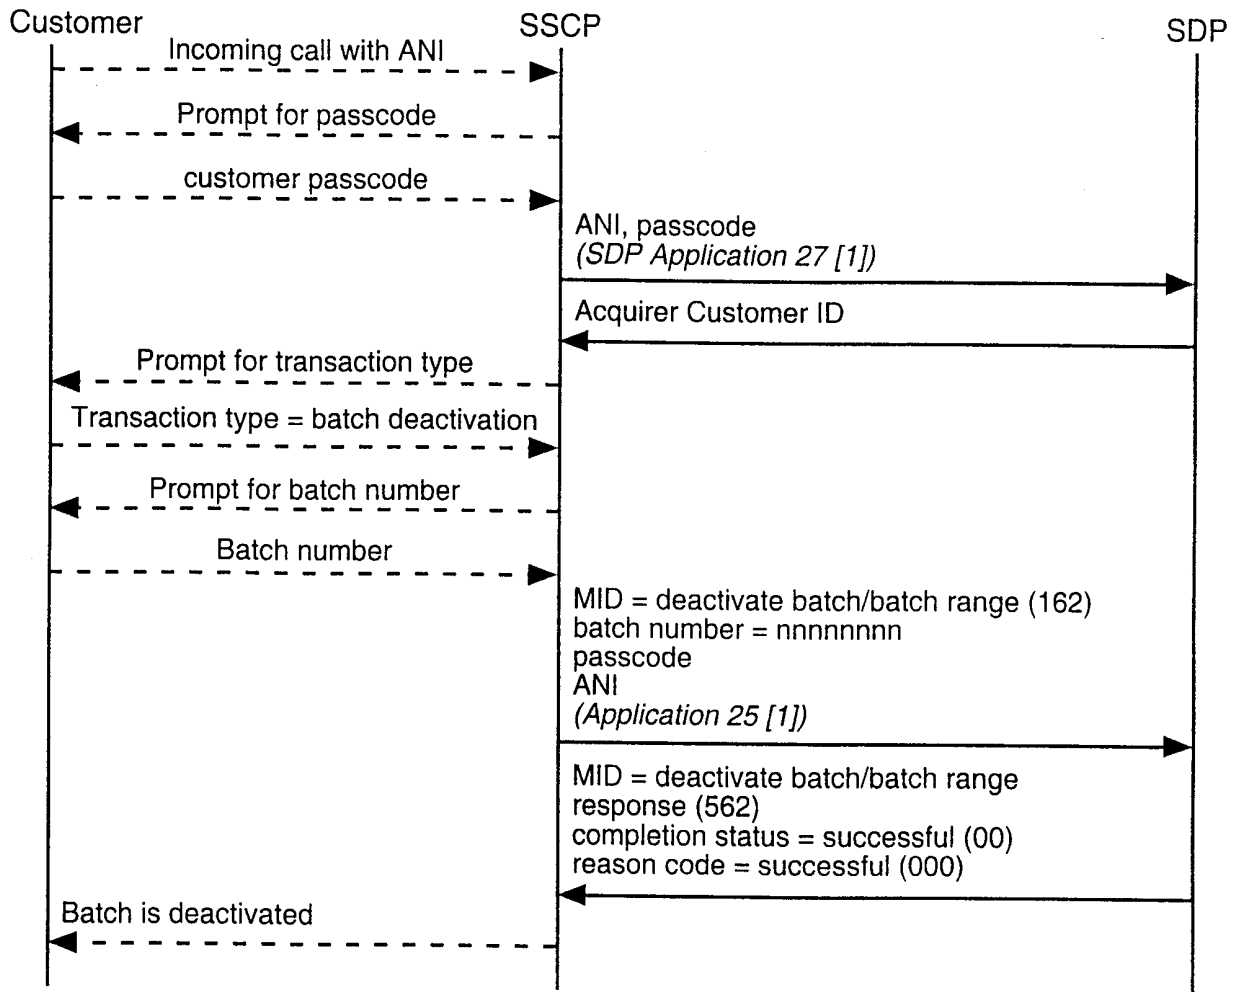 Customer
SSCP
SDP
Incoming call with ANI
Prompt for passcode
customer passcode
ANI, passcode
(SDP Application 27 [1])
Acquirer Customer ID
Prompt for transaction type
Transaction type = batch deactivation
Prompt for batch number
Batch number
MID = deactivate batch/batch range (162)
batch number = nnnnnnnn
passcode
ANI
(Application 25 [1])
MID = deactivate batch/batch range
response (562)
completion status = successful (00)
reason code = successful (000)
Batch is deactivated